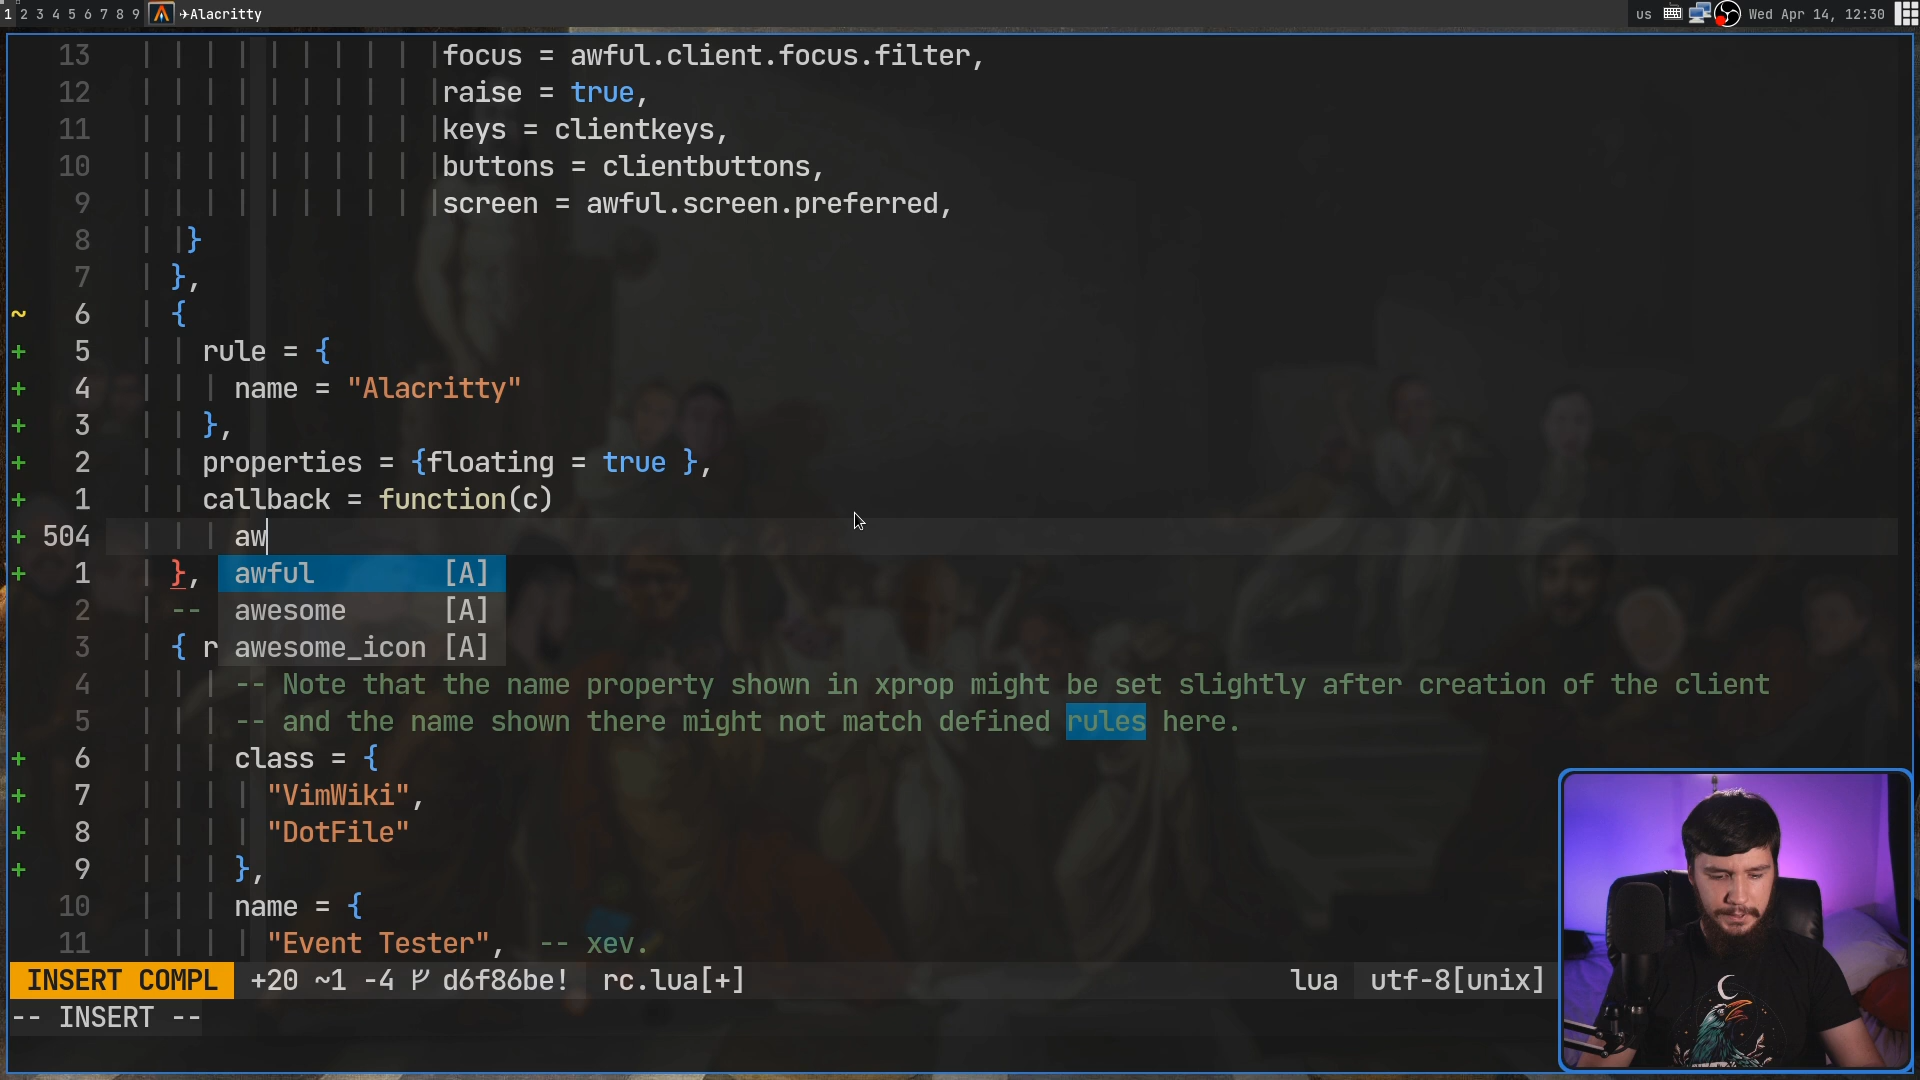 1 2 3 4 5 6 7 8 9 ✈Alacritty us Wed Apr 14, 12:30
13 focus = awful.client.focus.filter,
12 raise = true,
11 keys = clientkeys,
10 buttons = clientbuttons,
9 screen = awful.screen.preferred,
8 }
7 },
~ 6 {
+ 5 rule = {
+ 4 name = "Alacritty"
+ 3 },
+ 2 properties = {floating = true },
+ 1 callback = function(c)
+ 504 aw
+ 1 }, awful [A]
2 -- awesome [A]
3 { r awesome_icon [A]
4 -- Note that the name property shown in xprop might be set slightly after creation of the client
5 -- and the name shown there might not match defined rules here.
+ 6 class = {
+ 7 "VimWiki",
+ 8 "DotFile"
+ 9 },
10 name = {
11 "Event Tester", -- xev.
INSERT COMPL +20 ~1 -4 d6f86be! rc.lua[+] lua utf-8[unix]
-- INSERT --